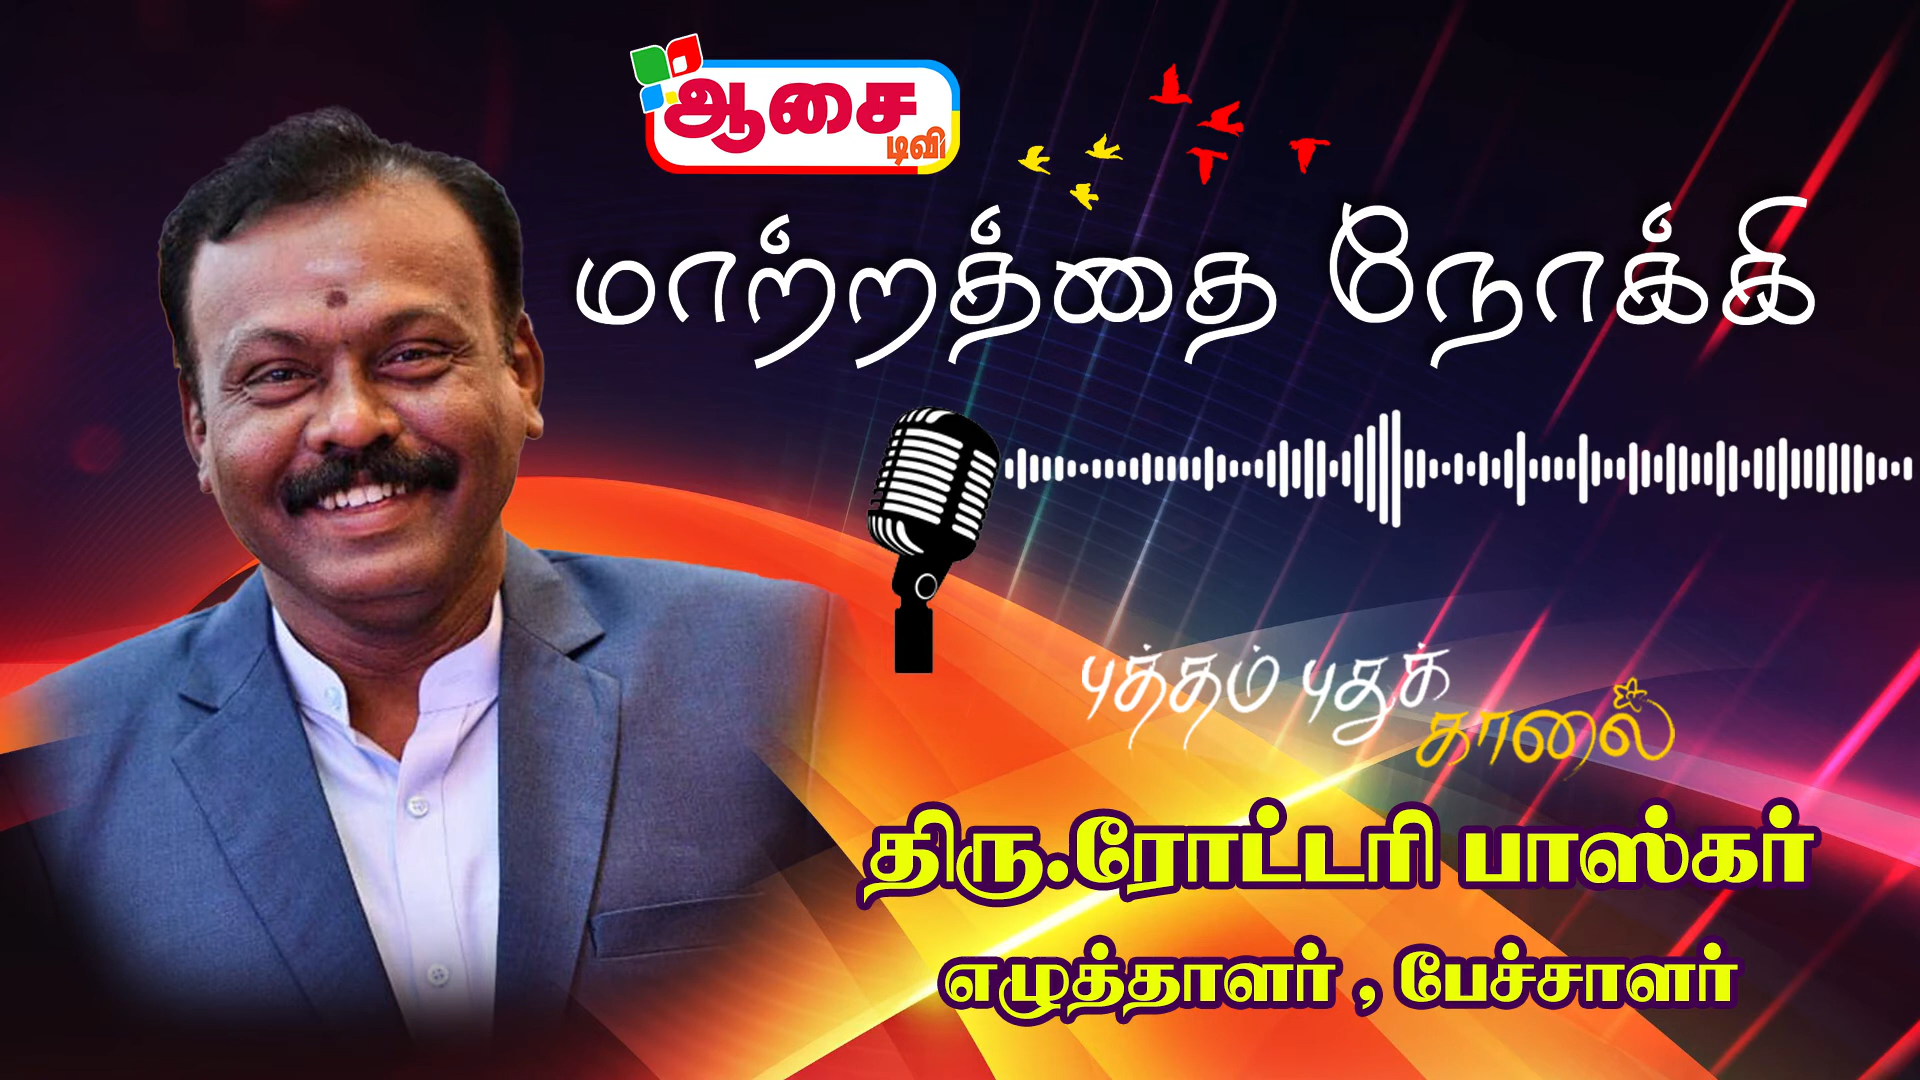 ஆசை
டிவி
மாற்றத்தை நோக்கி
புத்தம் புதுக்
காலை
திரு.ரோட்டரி பாஸ்கர்
எழுத்தாளர் , பேச்சாளர்